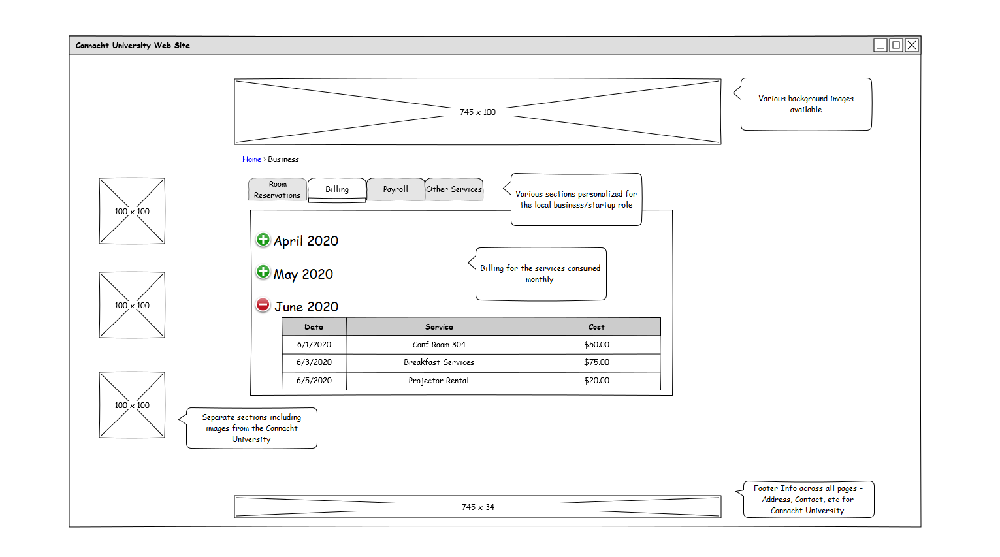 Connacht University Web Site
745 x 100
Various background images
available
Home › Business
Room
Reservations
Billing
Payroll
Other Services
Various sections personalized for
the local business/startup role
100 x 100
April 2020
Billing for the services consumed
monthly
May 2020
100 x 100
June 2020
Date Service Cost
6/1/2020 Conf Room 304 $50.00
6/3/2020 Breakfast Services $75.00
6/5/2020 Projector Rental $20.00
100 x 100
Separate sections including
images from the Connacht
University
745 x 34
Footer Info across all pages -
Address, Contact, etc for
Connacht University